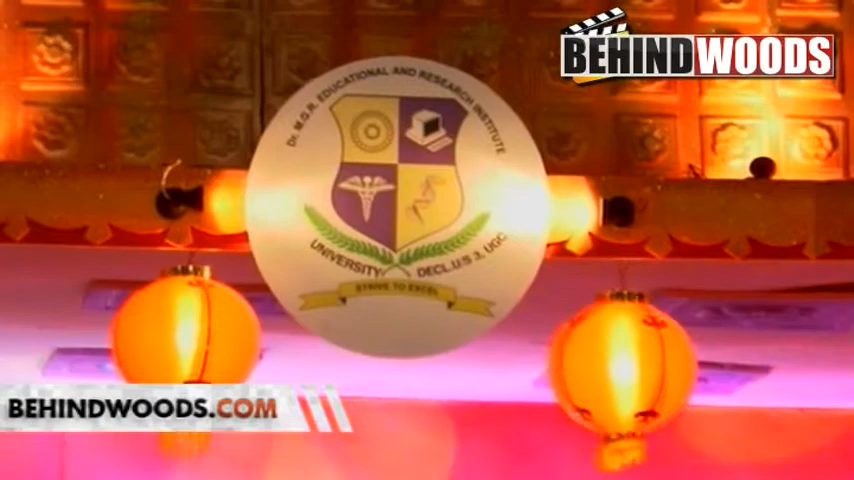 BEHINDWOODS
Dr. M.G.R. EDUCATIONAL AND RESEARCH INSTITUTE
UNIVERSITY DECL.U/S 3, UGC
STRIVE TO EXCEL
BEHINDWOODS.COM